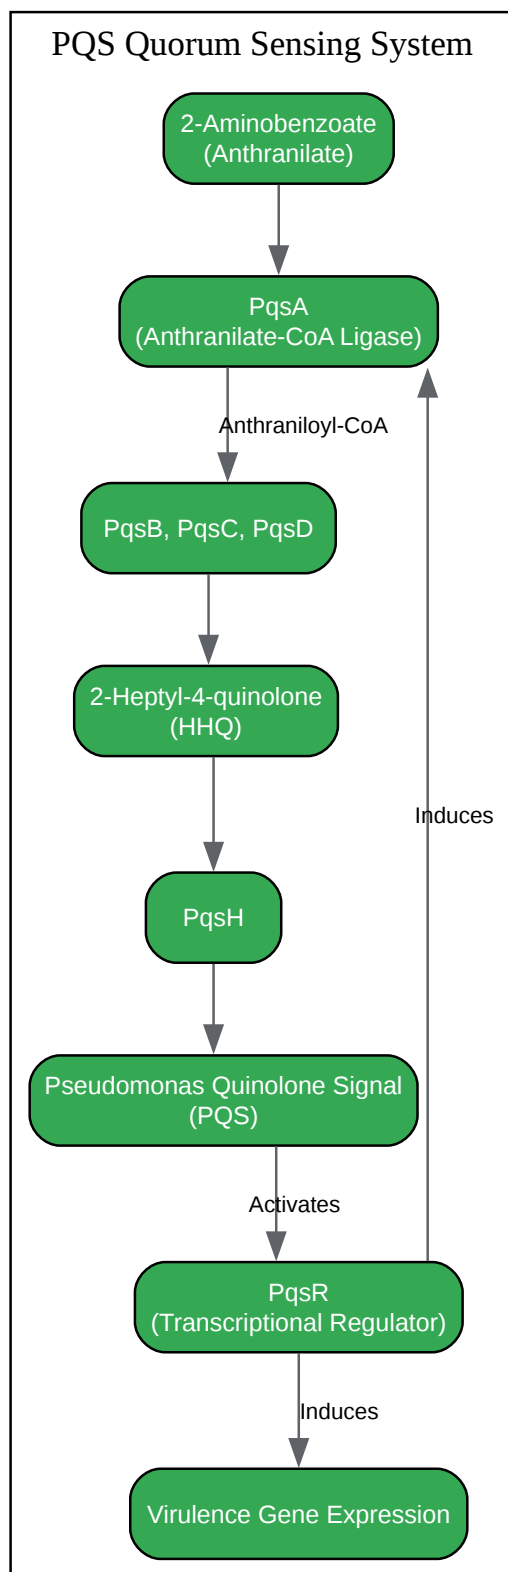 PQS Quorum Sensing System
2-Aminobenzoate
(Anthranilate)
PqsA
(Anthranilate-CoA Ligase)
Anthraniloyl-CoA
PqsB, PqsC, PqsD
2-Heptyl-4-quinolone
(HHQ)
Induces
PqsH
Pseudomonas Quinolone Signal
(PQS)
Activates
PqsR
(Transcriptional Regulator)
Induces
Virulence Gene Expression